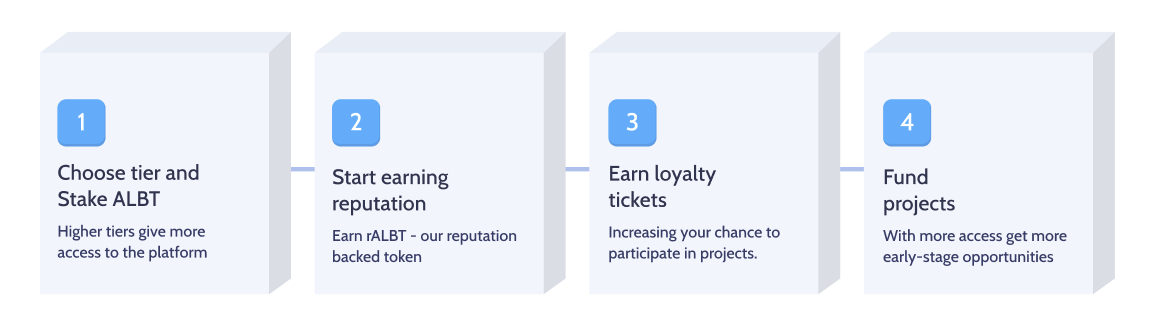 1
Choose tier and
Stake ALBT
Higher tiers give more
access to the platform
2
Start earning
reputation
Earn rALBT - our reputation
backed token
3
Earn loyalty
tickets
Increasing your chance to
participate in projects.
4
Fund
projects
With more access get more
early-stage opportunities